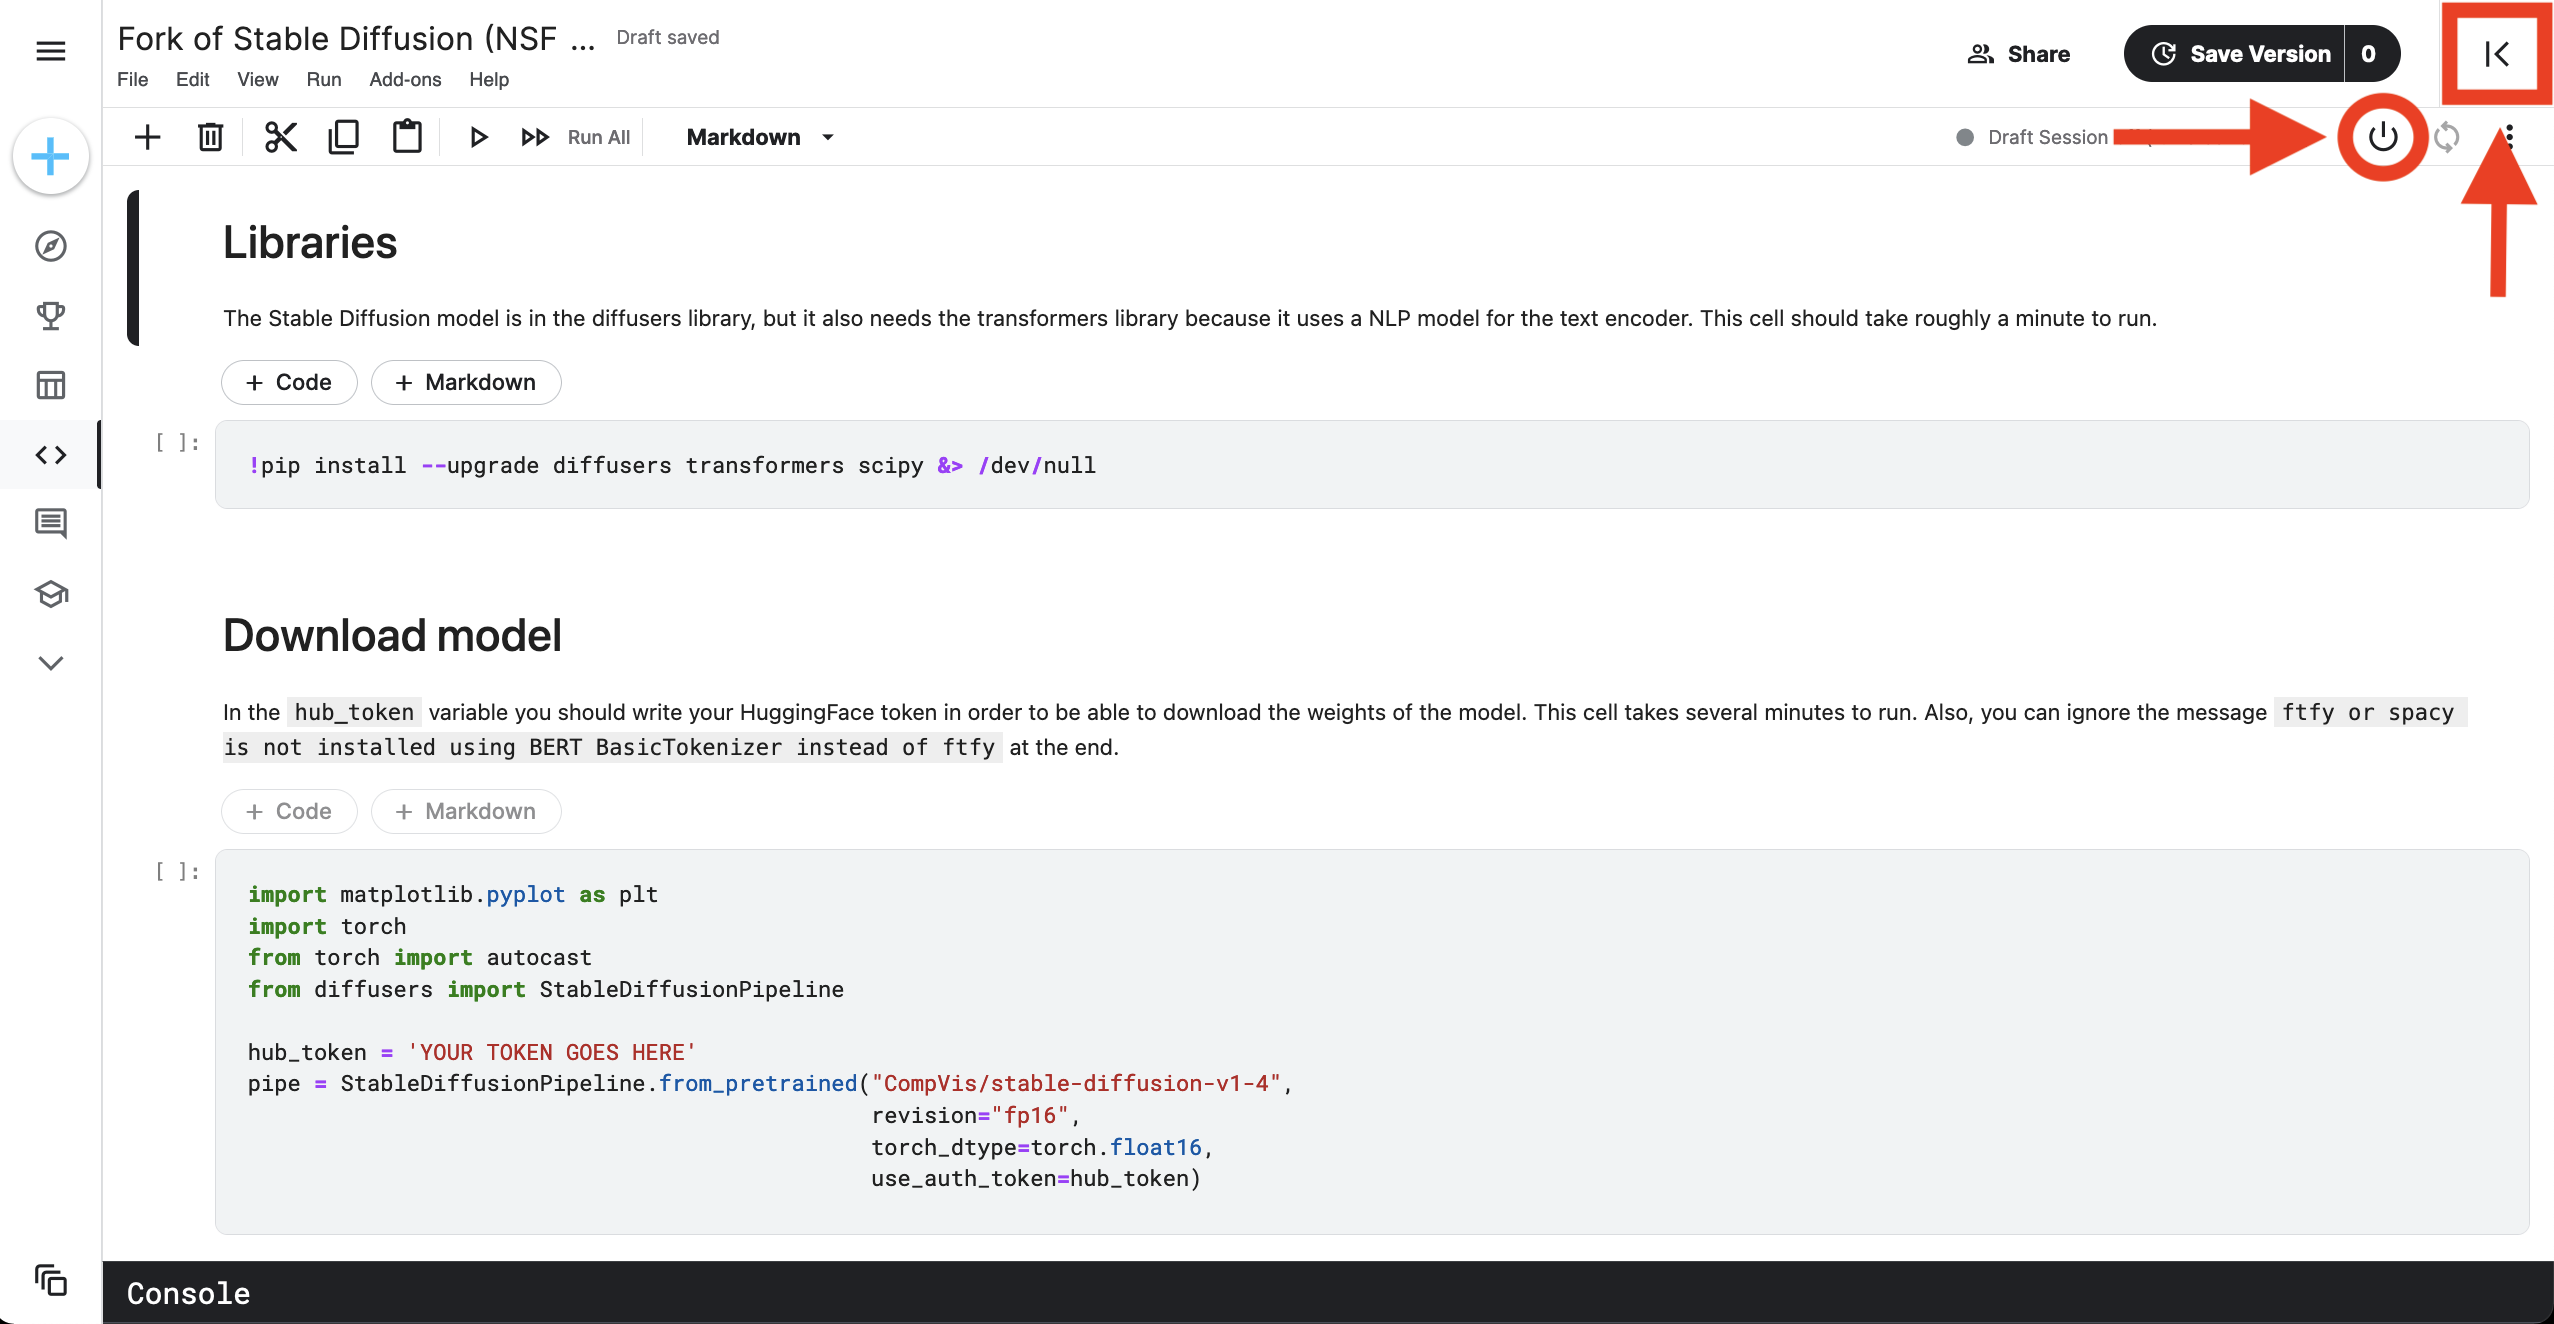 Fork of Stable Diffusion (NSF ... Draft saved
File Edit View Run Add-ons Help
Share
Save Version 0
Run All
Markdown
Draft Session
Libraries
The Stable Diffusion model is in the diffusers library, but it also needs the transformers library because it uses a NLP model for the text encoder. This cell should take roughly a minute to run.
+ Code + Markdown
[ ]:
!pip install --upgrade diffusers transformers scipy &> /dev/null
Download model
In the hub_token variable you should write your HuggingFace token in order to be able to download the weights of the model. This cell takes several minutes to run. Also, you can ignore the message ftfy or spacy
is not installed using BERT BasicTokenizer instead of ftfy at the end.
+ Code + Markdown
[ ]:
import matplotlib.pyplot as plt
import torch
from torch import autocast
from diffusers import StableDiffusionPipeline
hub_token = 'YOUR TOKEN GOES HERE'
pipe = StableDiffusionPipeline.from_pretrained("CompVis/stable-diffusion-v1-4",
revision="fp16",
torch_dtype=torch.float16,
use_auth_token=hub_token)
Console